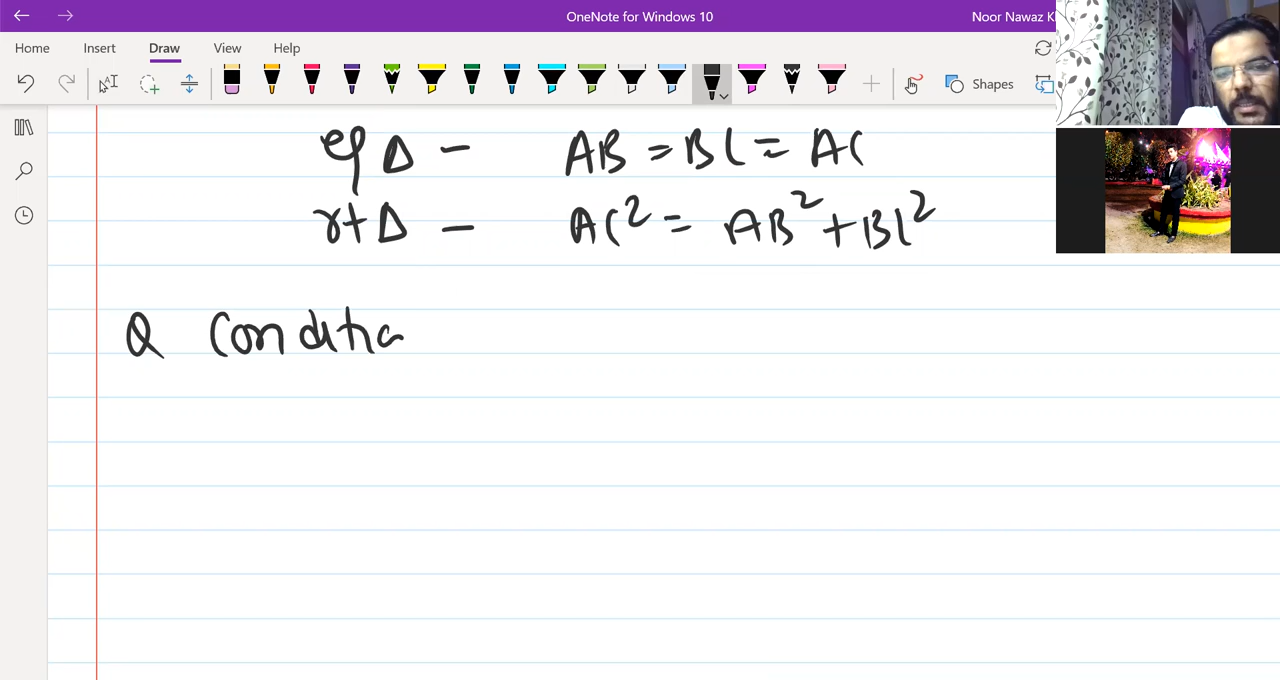 OneNote for Windows 10
Noor Nawaz K
Home Insert Draw View Help
Shapes
eq Δ - AB = BC = AC
rt Δ - AC² = AB² + BC²
Q Conditio